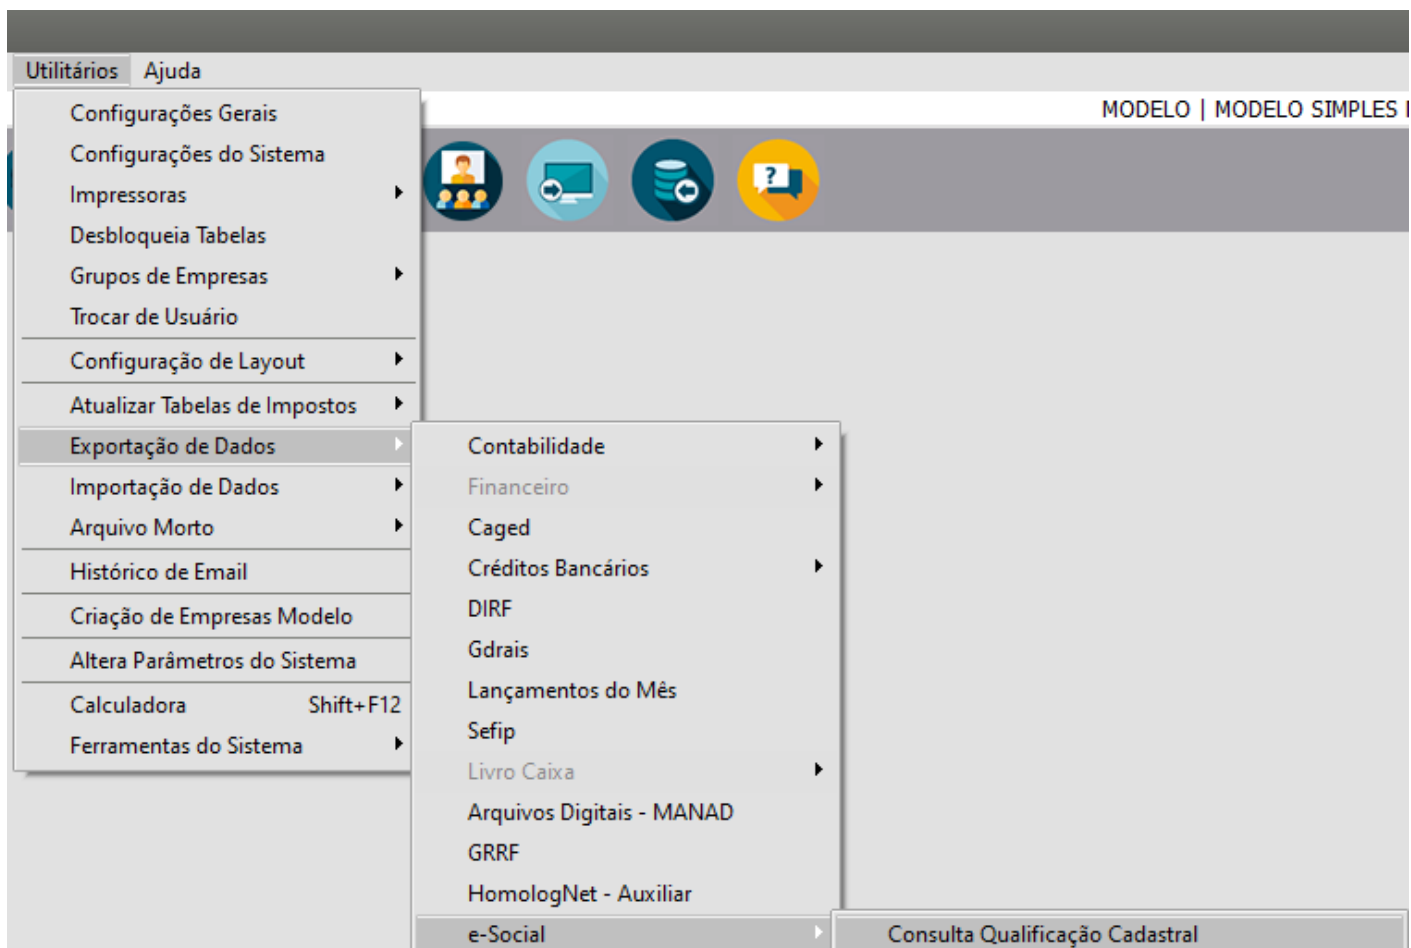 Utilitários Ajuda
MODELO | MODELO SIMPLES
Configurações Gerais
Configurações do Sistema
Impressoras
Desbloqueia Tabelas
Grupos de Empresas
Trocar de Usuário
Configuração de Layout
Atualizar Tabelas de Impostos
Exportação de Dados
Importação de Dados
Arquivo Morto
Histórico de Email
Criação de Empresas Modelo
Altera Parâmetros do Sistema
Calculadora Shift+F12
Ferramentas do Sistema
Contabilidade
Financeiro
Caged
Créditos Bancários
DIRF
Gdrais
Lançamentos do Mês
Sefip
Livro Caixa
Arquivos Digitais - MANAD
GRRF
HomologNet - Auxiliar
e-Social
Consulta Qualificação Cadastral
?